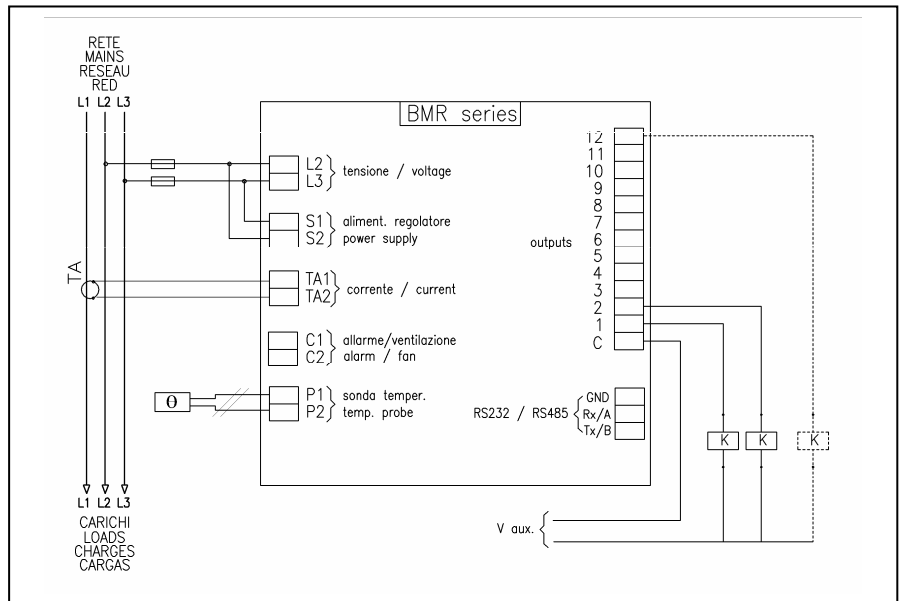 RETE
MAINS
RESEAU
RED
L1 L2 L3
BMR series
L2
L3
tensione / voltage
S1
S2
aliment. regolatore
power supply
TA
TA1
TA2
corrente / current
C1
C2
allarme/ventilazione
alarm / fan
θ
P1
P2
sonda temper.
temp. probe
outputs
12
11
10
9
8
7
6
5
4
3
2
1
C
RS232 / RS485
GND
Rx/A
Tx/B
K K K
V aux.
L1 L2 L3
CARICHI
LOADS
CHARGES
CARGAS